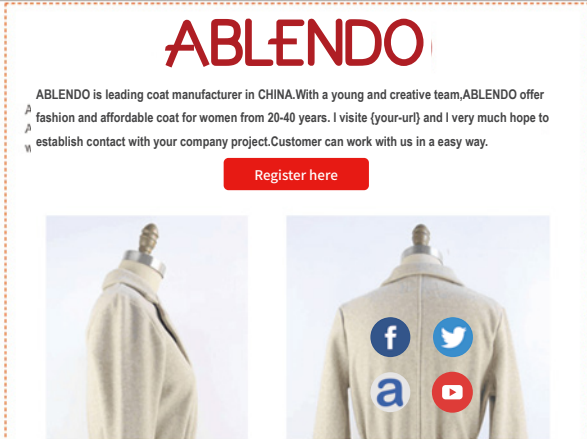 ABLENDO
ABLENDO is leading coat manufacturer in CHINA.With a young and creative team,ABLENDO offer
fashion and affordable coat for women from 20-40 years. I visite {your-url} and I very much hope to
establish contact with your company project.Customer can work with us in a easy way.
Register here
f
a